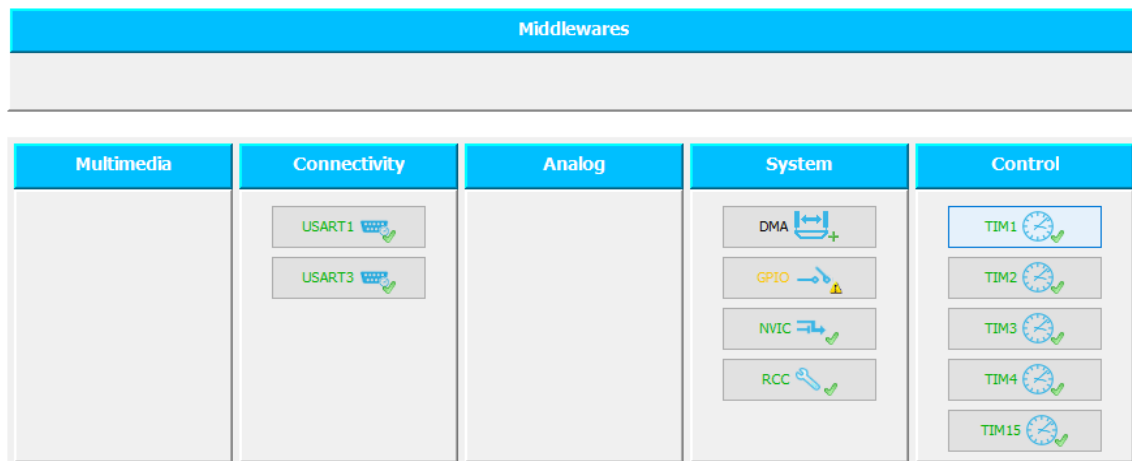 Middlewares
Multimedia
Connectivity
Analog
System
Control
USART1
DMA
TIM1
USART3
GPIO
TIM2
NVIC
TIM3
RCC
TIM4
TIM15